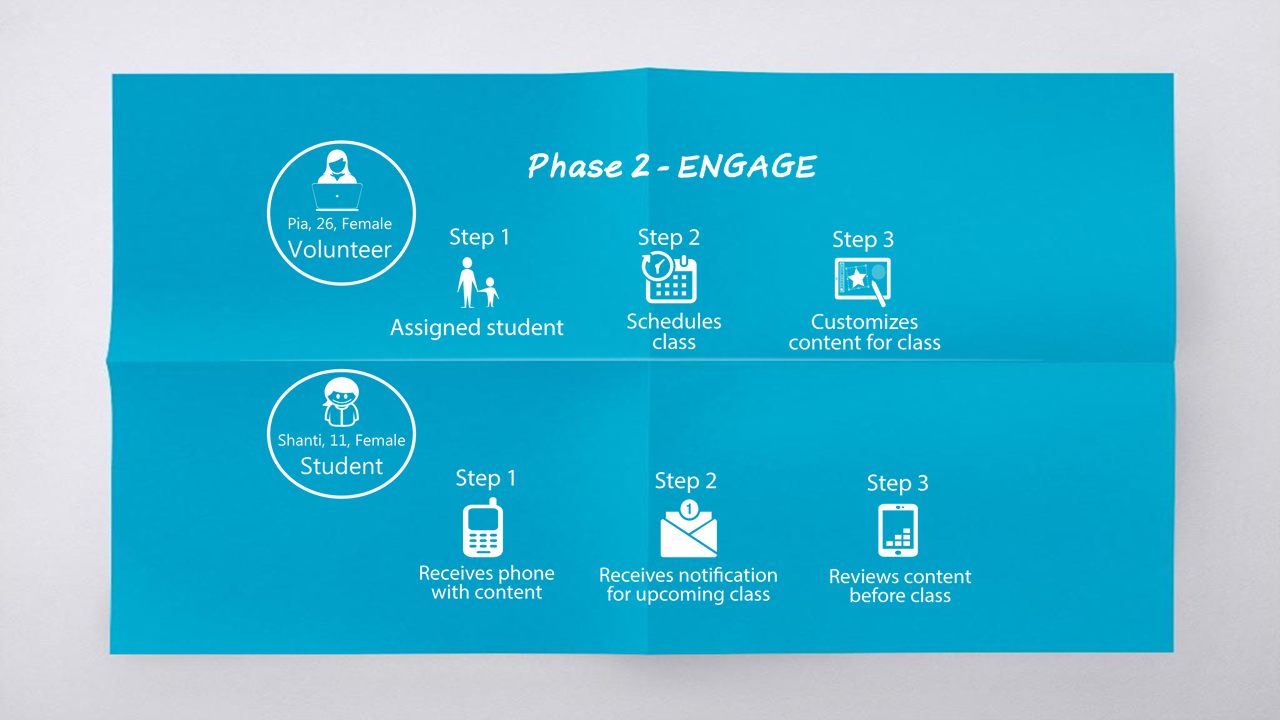 Phase 2 - ENGAGE
Pia, 26, Female
Volunteer
Step 1
Assigned student
Step 2
Schedules
class
Step 3
Customizes
content for class
Shanti, 11, Female
Student
Step 1
Receives phone
with content
Step 2
1
Receives notification
for upcoming class
Step 3
Reviews content
before class